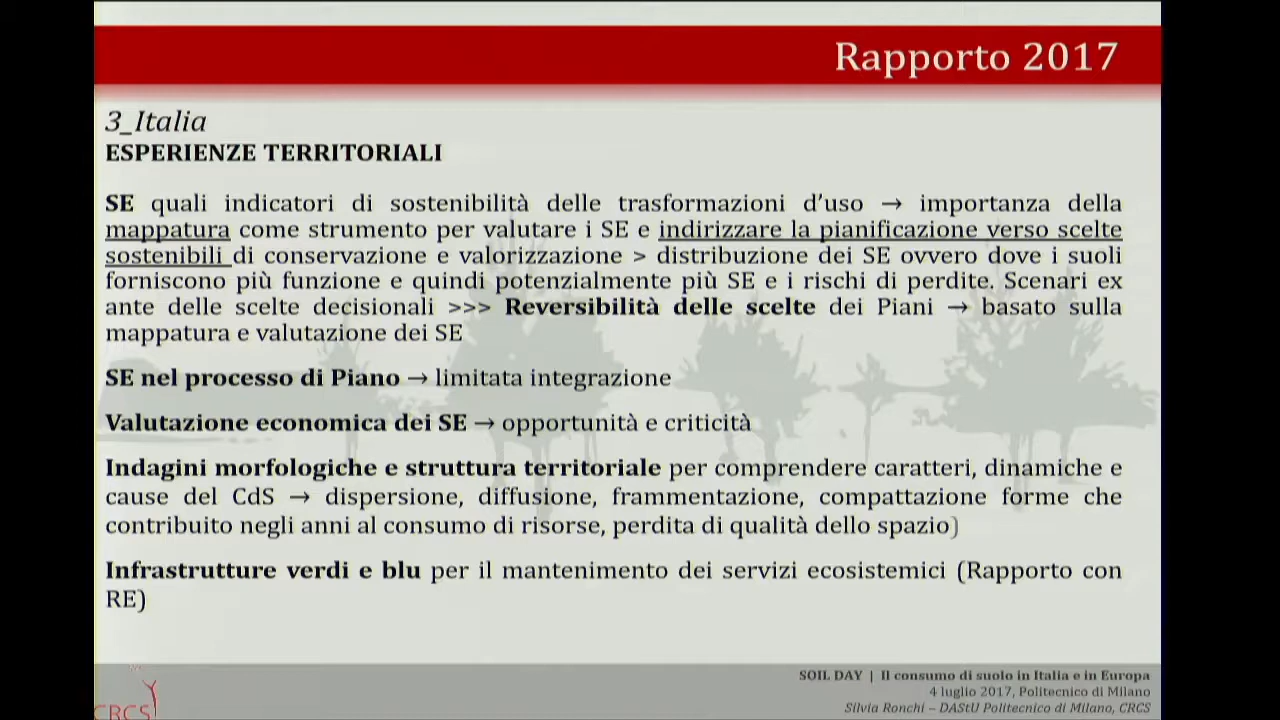 Rapporto 2017
3_Italia
ESPERIENZE TERRITORIALI
SE quali indicatori di sostenibilità delle trasformazioni d'uso → importanza della
mappatura come strumento per valutare i SE e indirizzare la pianificazione verso scelte
sostenibili di conservazione e valorizzazione > distribuzione dei SE ovvero dove i suoli
forniscono più funzione e quindi potenzialmente più SE e i rischi di perdite. Scenari ex
ante delle scelte decisionali >>> Reversibilità delle scelte dei Piani → basato sulla
mappatura e valutazione dei SE
SE nel processo di Piano → limitata integrazione
Valutazione economica dei SE → opportunità e criticità
Indagini morfologiche e struttura territoriale per comprendere caratteri, dinamiche e
cause del CdS → dispersione, diffusione, frammentazione, compattazione forme che
contribuito negli anni al consumo di risorse, perdita di qualità dello spazio)
Infrastrutture verdi e blu per il mantenimento dei servizi ecosistemici (Rapporto con
RE)
SOIL DAY | Il consumo di suolo in Italia e in Europa
4 luglio 2017, Politecnico di Milano
Silvia Ronchi – DAStU Politecnico di Milano, CRCS
CRCS